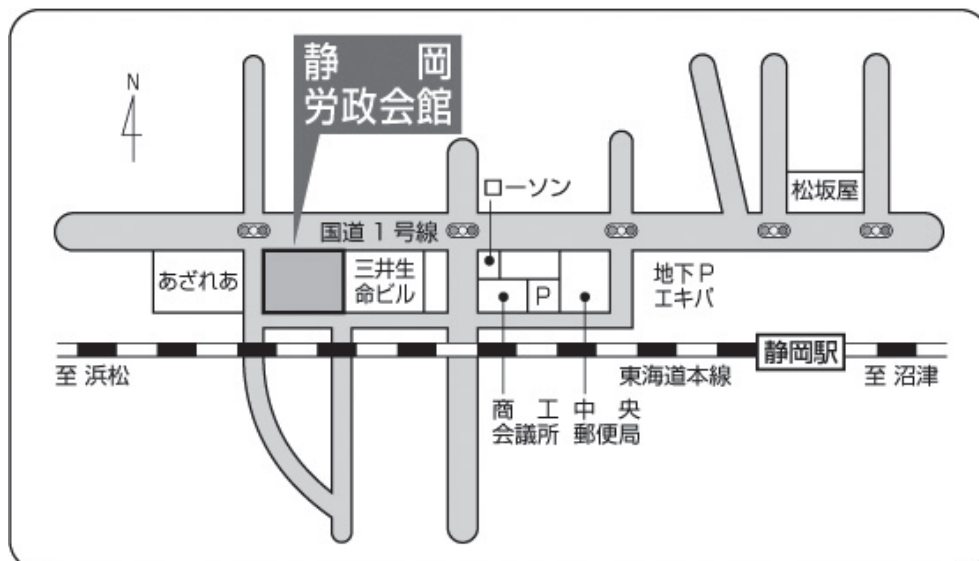 N
静岡
労政会館
ローソン
松坂屋
国道1号線
あざれあ
三井生
命ビル
P
地下P
エキパ
静岡駅
至 浜松
東海道本線
至 沼津
商工
会議所
中央
郵便局